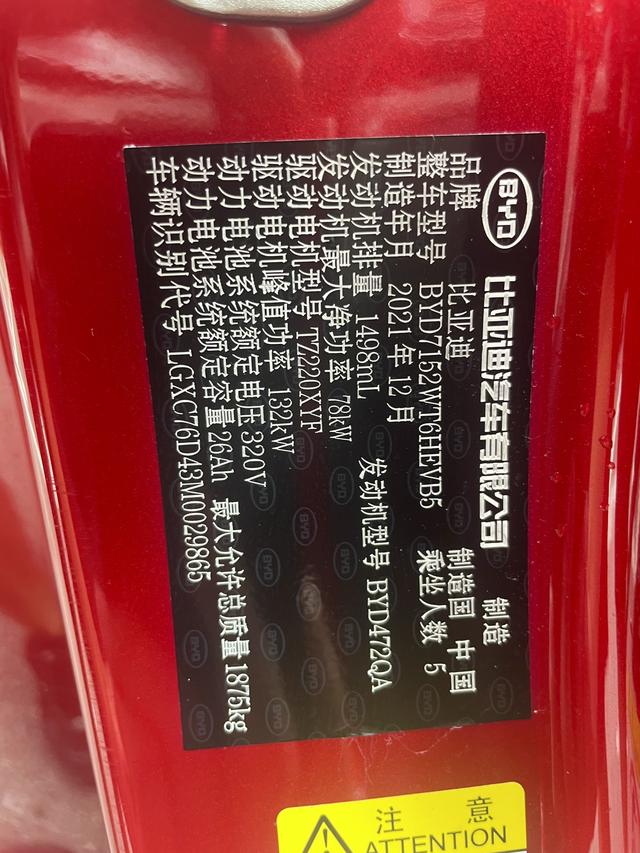 BYD 比亚迪汽车有限公司 制造
品牌 比亚迪 制造国 中国
整车型号 BYD7152WT6HEVB5 乘坐人数 5
制造年月 2021年12月
发动机排量 1498mL 发动机型号 BYD472QA
发动机最大净功率 78kW
驱动电机型号 TZ220XYF
驱动电机峰值功率 132kW
动力电池系统额定电压 320V
动力电池系统额定容量 26Ah 最大允许总质量 1875kg
车辆识别代号 LGXC76D43M0029865
注意
ATTENTION